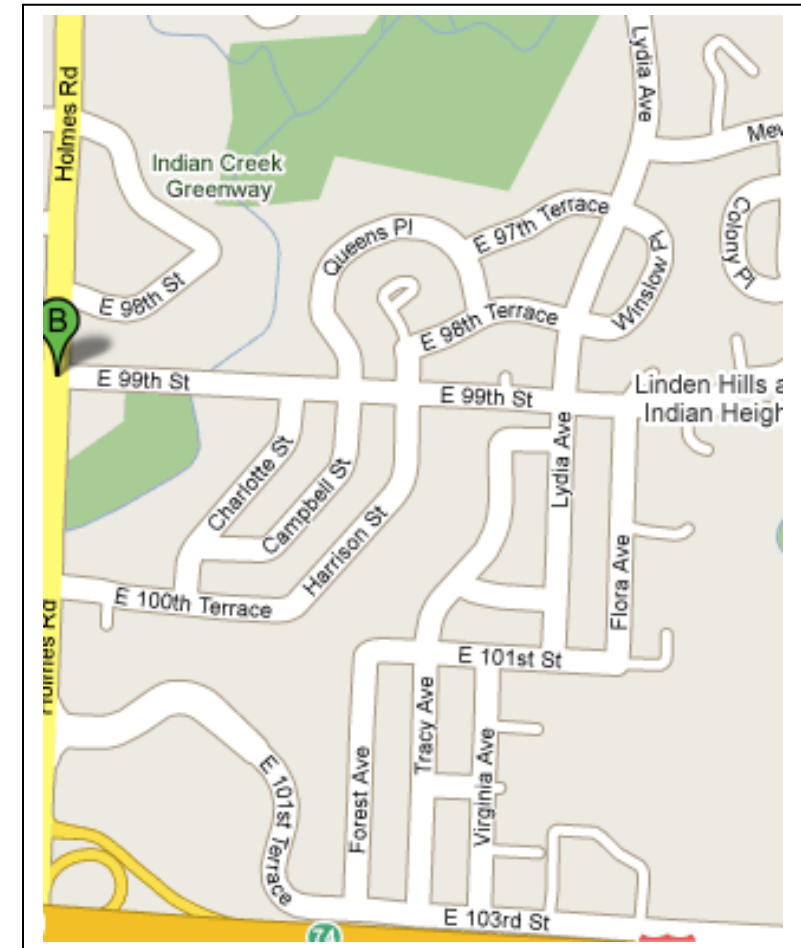 Lydia Ave
Holmes Rd
Mev
Indian Creek
Greenway
Colony Pl
E 97th Terrace
Queens Pl
Winslow Pl
E 98th St
E 98th Terrace
B
E 99th St
E 99th St
Linden Hills a
Indian Heigh
Lydia Ave
Charlotte St
Campbell St
Harrison St
Flora Ave
E 100th Terrace
Holmes Rd
E 101st St
Tracy Ave
Forest Ave
Virginia Ave
E 101st Terrace
E 103rd St
74